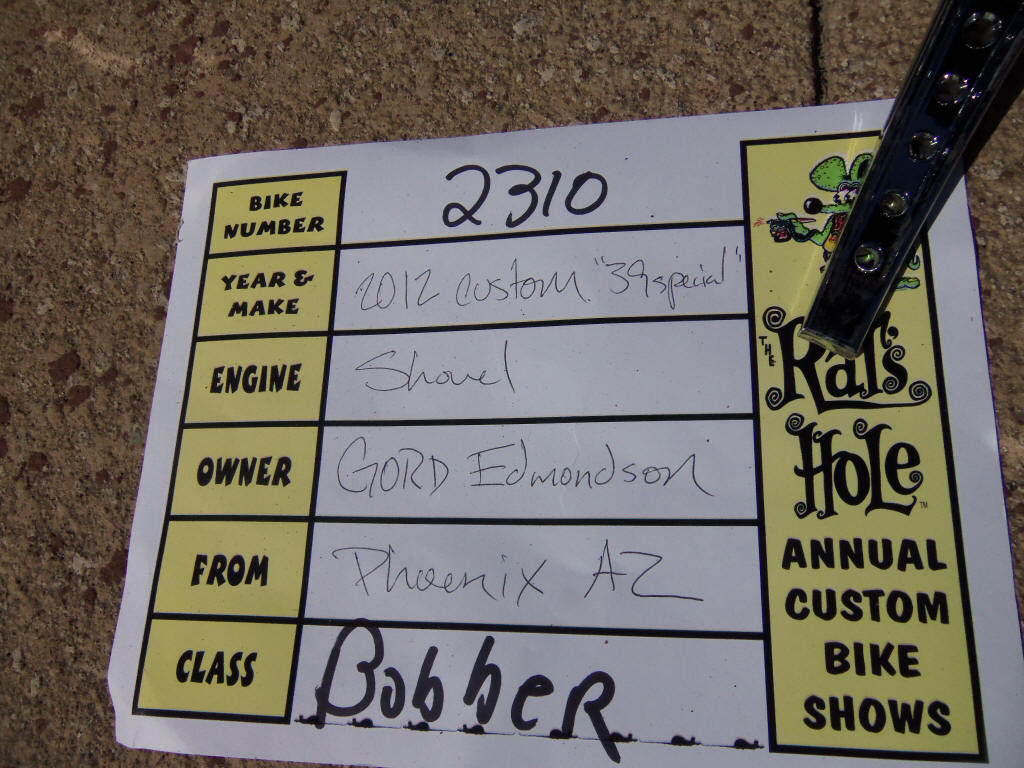 BIKE NUMBER 2310
YEAR & MAKE 2012 custom "39 special"
ENGINE Shovel
OWNER GORD Edmondson
FROM Phoenix AZ
CLASS BobbeR
THE Rat's
HOLE TM
ANNUAL
CUSTOM
BIKE
SHOWS